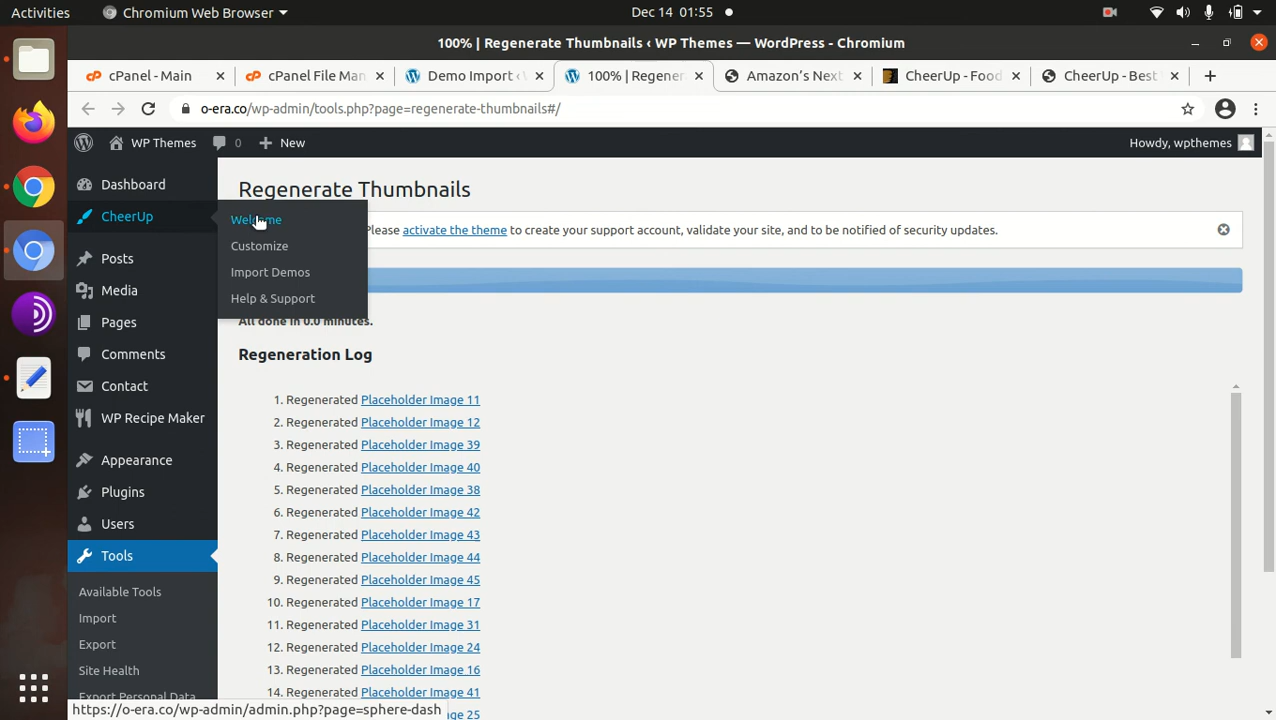 Activities Chromium Web Browser Dec 14 01:55
100% | Regenerate Thumbnails ‹ WP Themes — WordPress - Chromium
cPanel - Main cPanel File Man Demo Import ‹ 100% | Regener Amazon's Next CheerUp - Food CheerUp - Best
o-era.co/wp-admin/tools.php?page=regenerate-thumbnails#/
WP Themes 0 New Howdy, wpthemes
Dashboard
CheerUp
Posts
Media
Pages
Comments
Contact
WP Recipe Maker
Appearance
Plugins
Users
Tools
Available Tools
Import
Export
Site Health
Export Personal Data
Welcome
Customize
Import Demos
Help & Support
Regenerate Thumbnails
Please activate the theme to create your support account, validate your site, and to be notified of security updates.
All done in 0.0 minutes.
Regeneration Log
1. Regenerated Placeholder Image 11
2. Regenerated Placeholder Image 12
3. Regenerated Placeholder Image 39
4. Regenerated Placeholder Image 40
5. Regenerated Placeholder Image 38
6. Regenerated Placeholder Image 42
7. Regenerated Placeholder Image 43
8. Regenerated Placeholder Image 44
9. Regenerated Placeholder Image 45
10. Regenerated Placeholder Image 17
11. Regenerated Placeholder Image 31
12. Regenerated Placeholder Image 24
13. Regenerated Placeholder Image 16
14. Regenerated Placeholder Image 41
ge 25
https://o-era.co/wp-admin/admin.php?page=sphere-dash